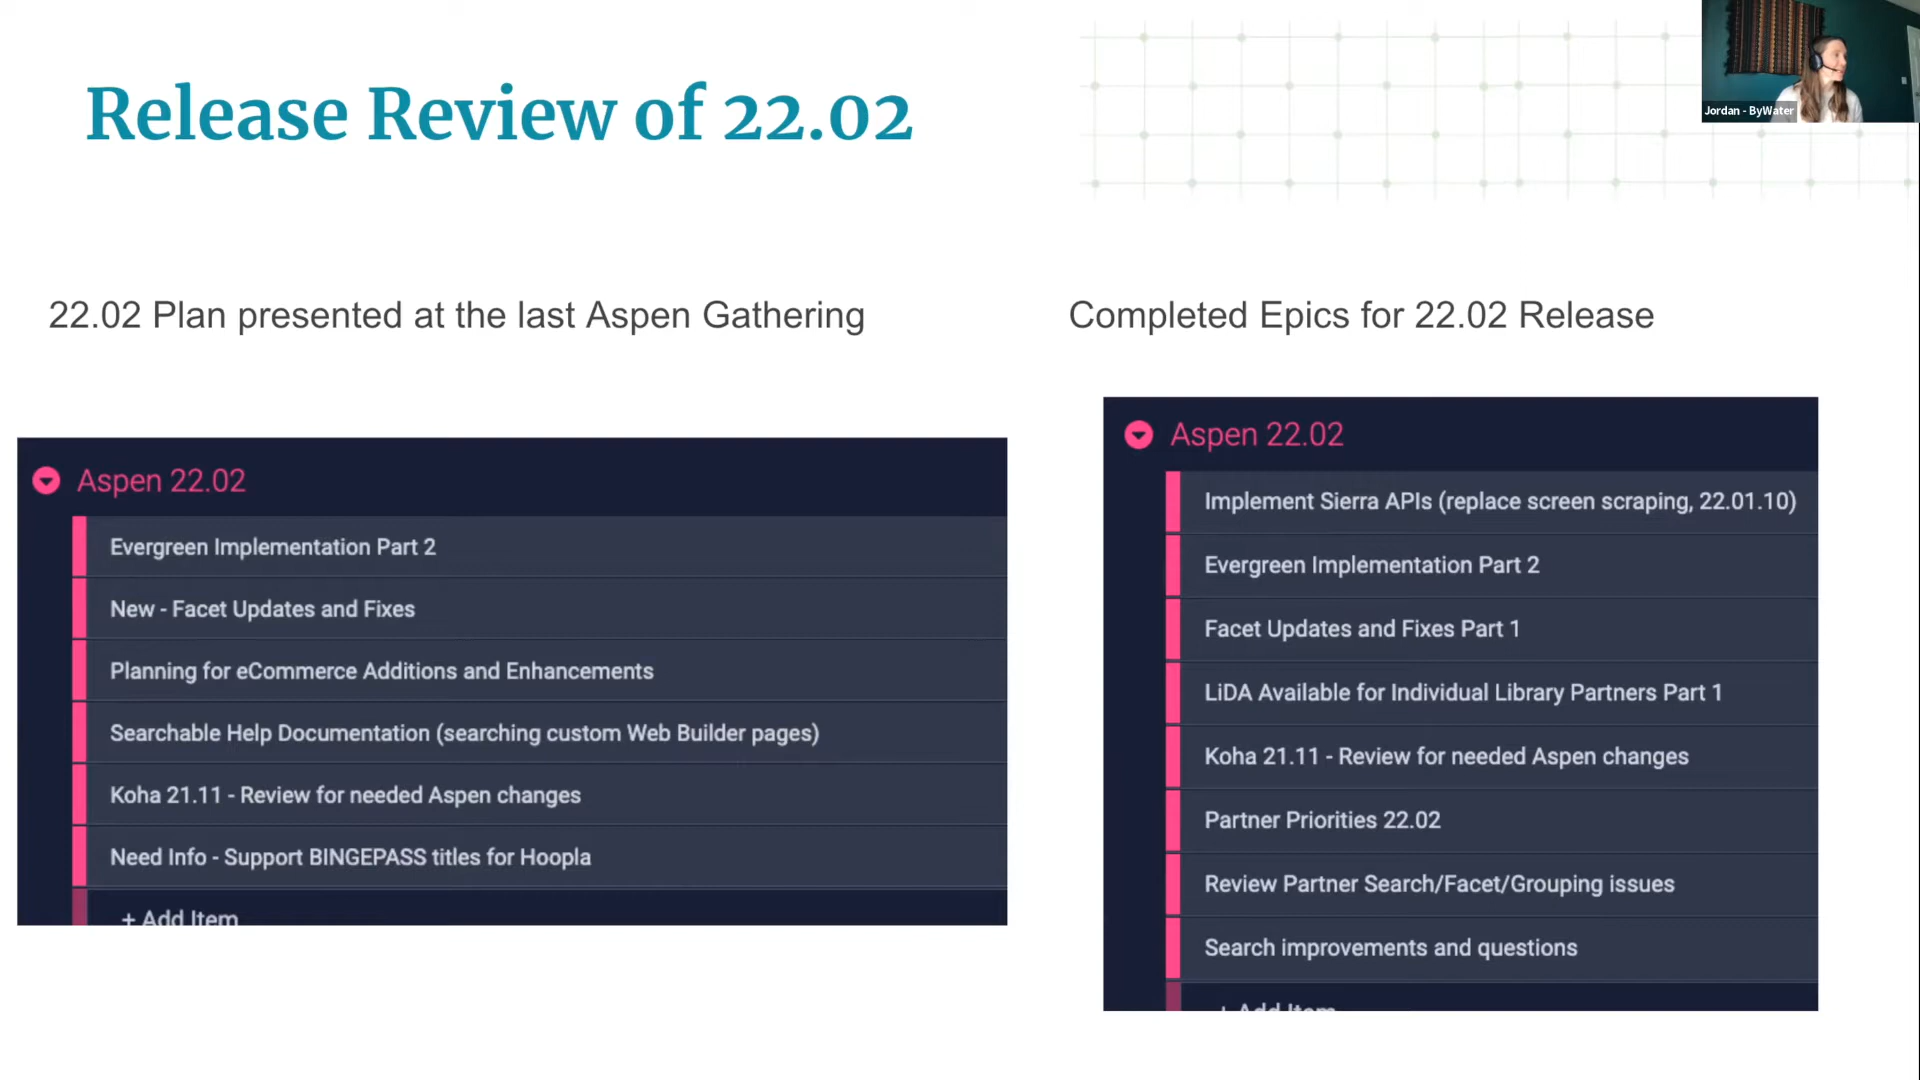 Release Review of 22.02
Jordan - ByWater
22.02 Plan presented at the last Aspen Gathering
Aspen 22.02
Evergreen Implementation Part 2
New - Facet Updates and Fixes
Planning for eCommerce Additions and Enhancements
Searchable Help Documentation (searching custom Web Builder pages)
Koha 21.11 - Review for needed Aspen changes
Need Info - Support BINGEPASS titles for Hoopla
+ Add Item
Completed Epics for 22.02 Release
Aspen 22.02
Implement Sierra APIs (replace screen scraping, 22.01.10)
Evergreen Implementation Part 2
Facet Updates and Fixes Part 1
LiDA Available for Individual Library Partners Part 1
Koha 21.11 - Review for needed Aspen changes
Partner Priorities 22.02
Review Partner Search/Facet/Grouping issues
Search improvements and questions
+ Add Item